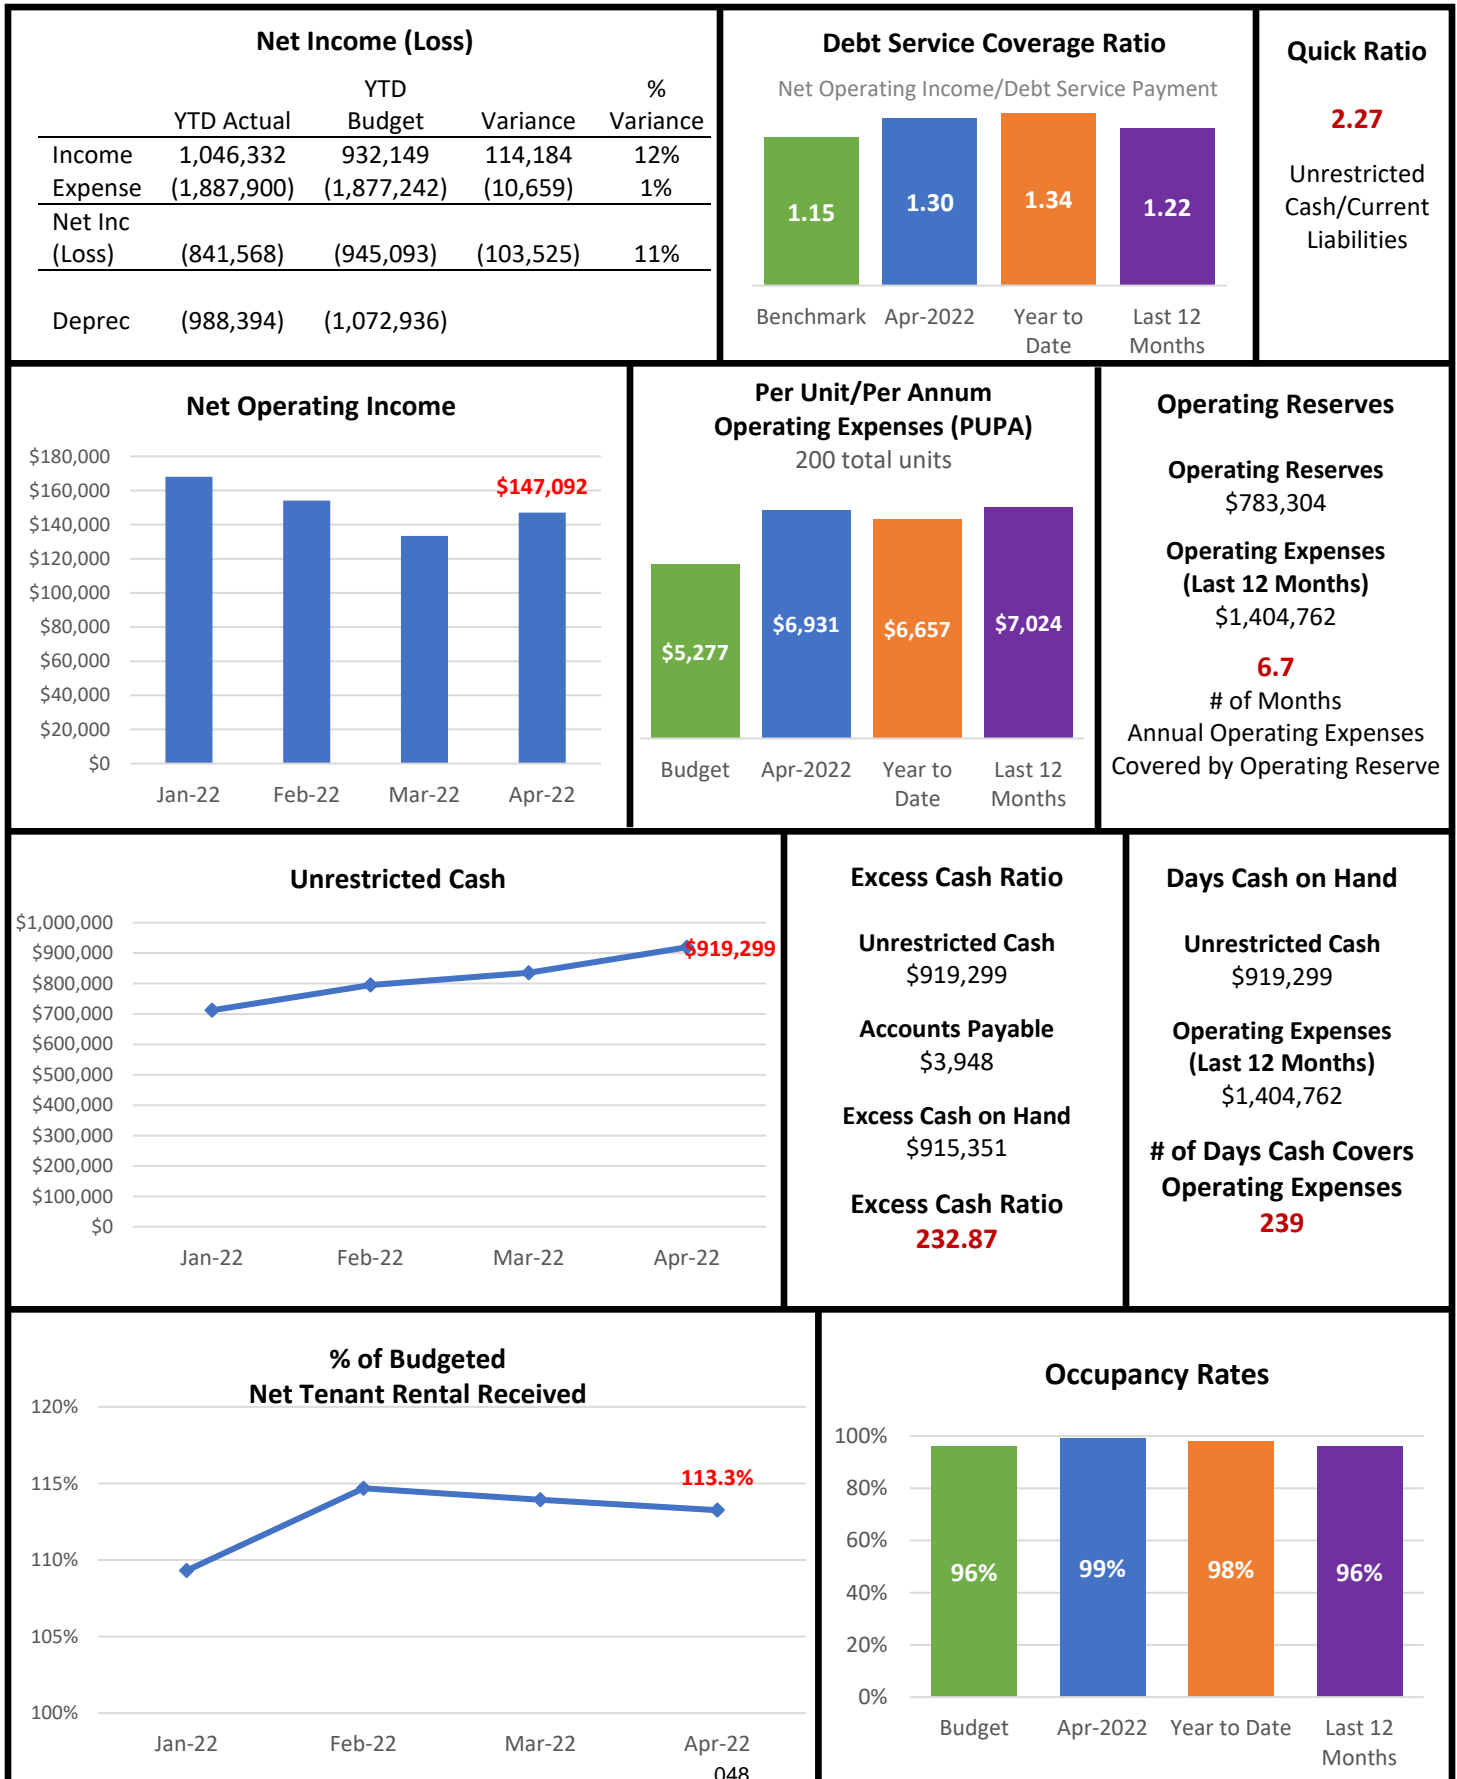 Net Income (Loss)
YTD %
YTD Actual Budget Variance Variance
Income 1,046,332 932,149 114,184 12%
Expense (1,887,900) (1,877,242) (10,659) 1%
Net Inc
(Loss) (841,568) (945,093) (103,525) 11%
Deprec (988,394) (1,072,936)
Debt Service Coverage Ratio
Net Operating Income/Debt Service Payment
1.15 1.30 1.34 1.22
Benchmark Apr-2022 Year to Last 12
Date Months
Quick Ratio
2.27
Unrestricted
Cash/Current
Liabilities
Net Operating Income
$180,000
$160,000
$147,092
$140,000
$120,000
$100,000
$80,000
$60,000
$40,000
$20,000
$0
Jan-22 Feb-22 Mar-22 Apr-22
Per Unit/Per Annum
Operating Expenses (PUPA)
200 total units
$5,277 $6,931 $6,657 $7,024
Budget Apr-2022 Year to Last 12
Date Months
Operating Reserves
Operating Reserves
$783,304
Operating Expenses
(Last 12 Months)
$1,404,762
6.7
# of Months
Annual Operating Expenses
Covered by Operating Reserve
Unrestricted Cash
$1,000,000
$900,000
$919,299
$800,000
$700,000
$600,000
$500,000
$400,000
$300,000
$200,000
$100,000
$0
Jan-22 Feb-22 Mar-22 Apr-22
Excess Cash Ratio
Unrestricted Cash
$919,299
Accounts Payable
$3,948
Excess Cash on Hand
$915,351
Excess Cash Ratio
232.87
Days Cash on Hand
Unrestricted Cash
$919,299
Operating Expenses
(Last 12 Months)
$1,404,762
# of Days Cash Covers
Operating Expenses
239
% of Budgeted
Net Tenant Rental Received
120%
115%
113.3%
110%
105%
100%
Jan-22 Feb-22 Mar-22 Apr-22
048
Occupancy Rates
100%
80%
60%
40%
20%
0%
96% 99% 98% 96%
Budget Apr-2022 Year to Date Last 12
Months